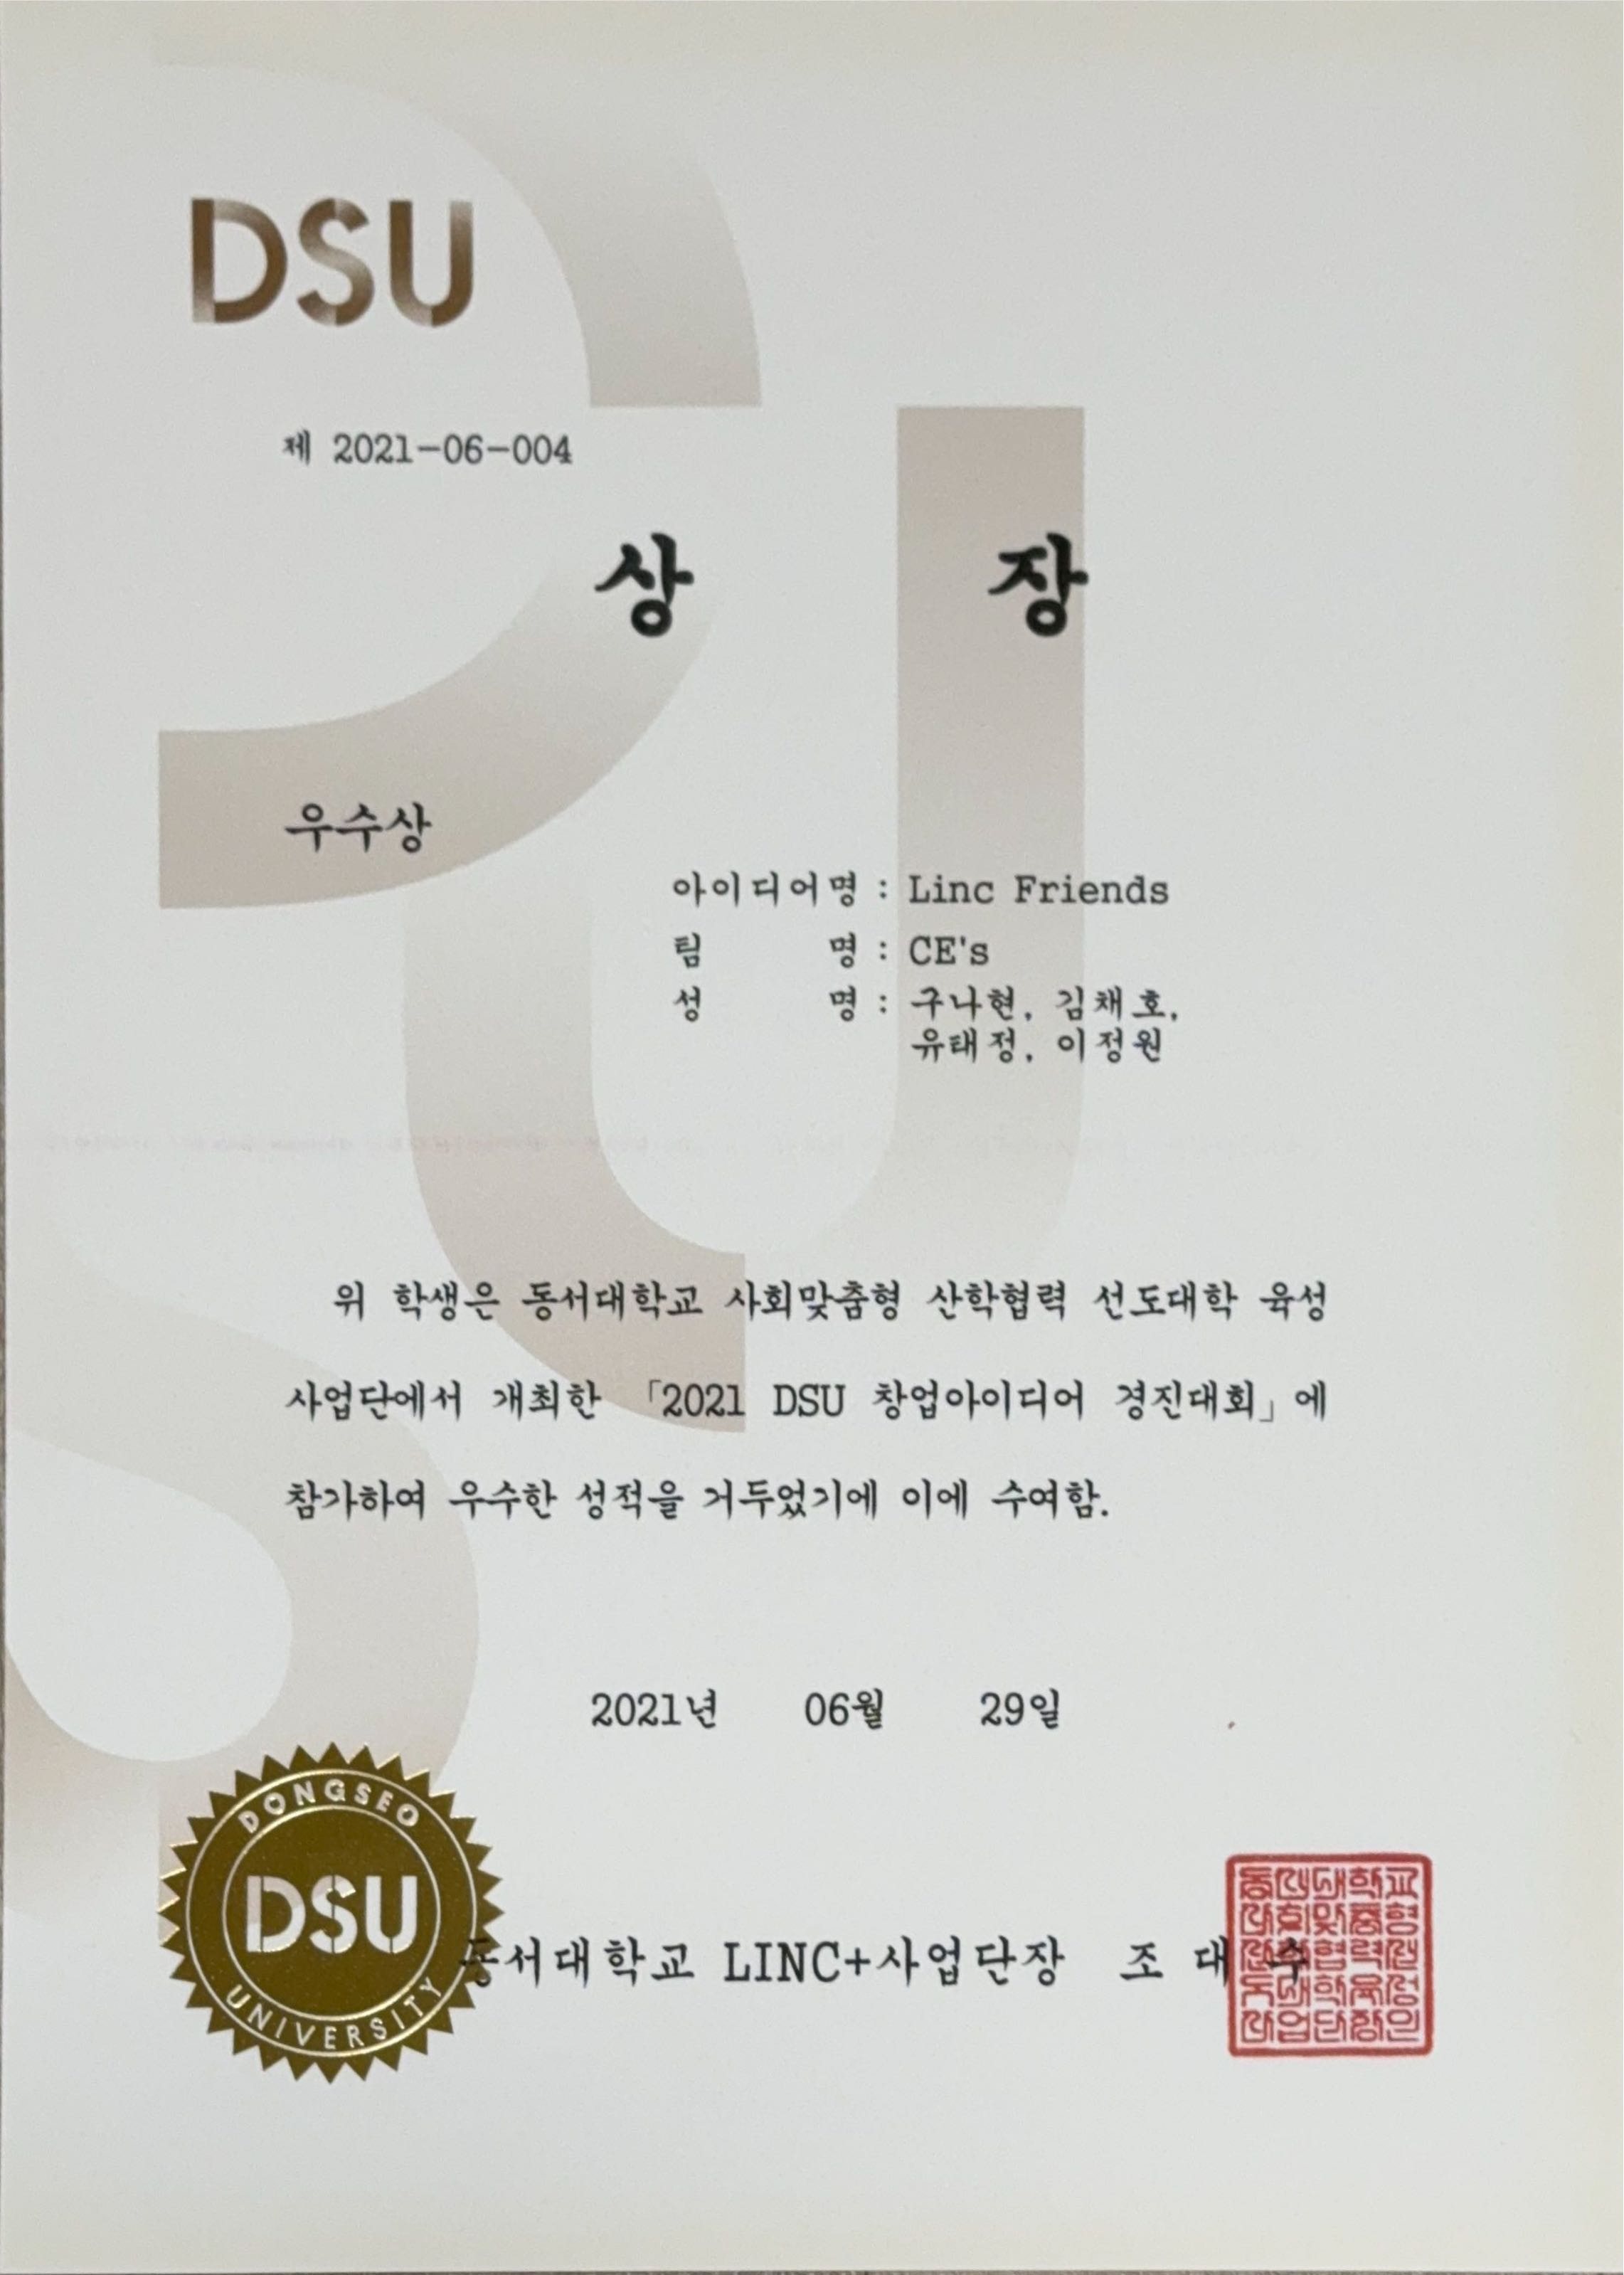 DSU
제 2021-06-004
상 장
우수상
아이디어명 : Linc Friends
팀 명 : CE's
성 명 : 구나현, 김채호,
유태정, 이정원
위 학생은 동서대학교 사회맞춤형 산학협력 선도대학 육성
사업단에서 개최한 「2021 DSU 창업아이디어 경진대회」에
참가하여 우수한 성적을 거두었기에 이에 수여함.
2021년 06월 29일
DONGSEO
DSU
UNIVERSITY
동서대학교 LINC+사업단장 조 대 수
동서대학교
사회맞춤형
산학협력선
도대학육성
사업단장인